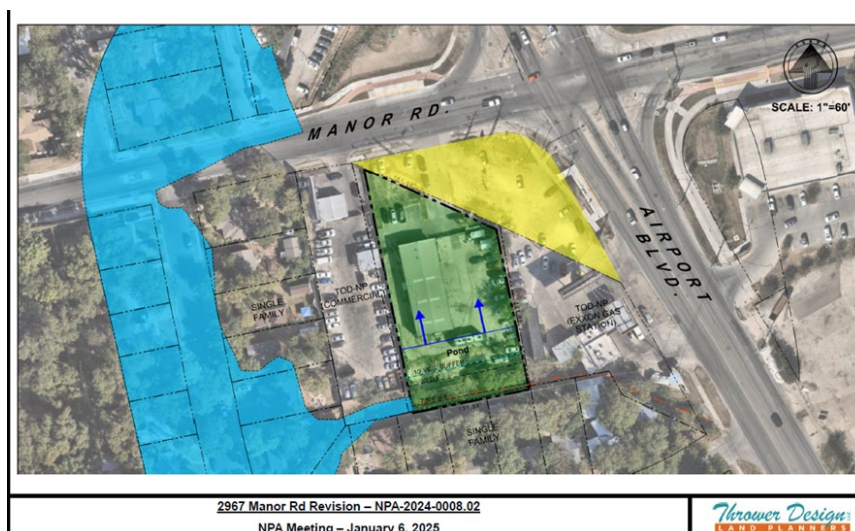 NORTH
SCALE: 1"=60'
MANOR RD.
AIRPORT
BLVD.
SINGLE
FAMILY
TOD-NP
(COMMERCIAL)
TOD-NP
(EXXON GAS
STATION)
Pond
SINGLE
FAMILY
2967 Manor Rd Revision – NPA-2024-0008.02
NPA Meeting – January 6, 2025
Thrower Design
LAND PLANNERS